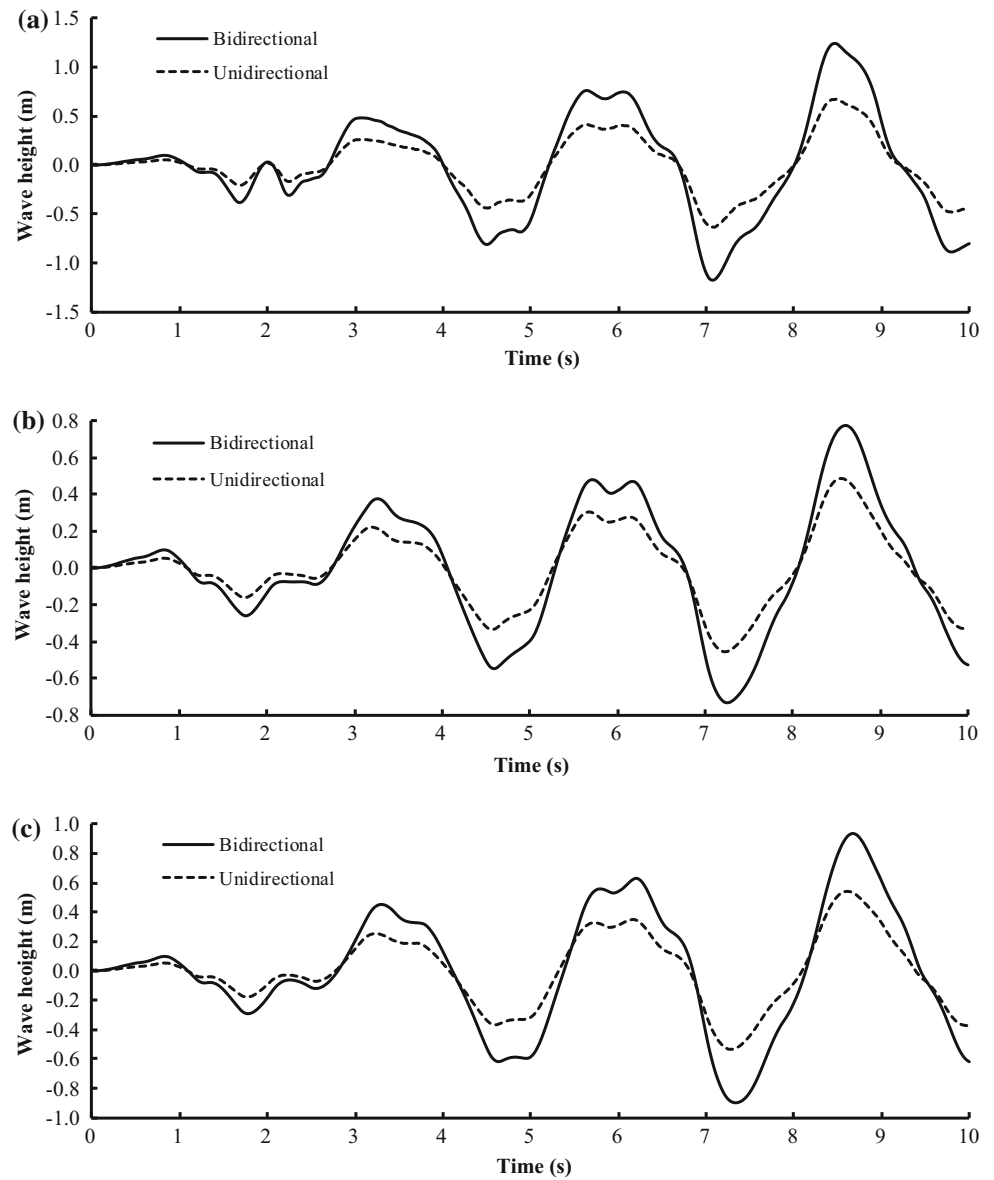 (a)
1.5
1.0
0.5
0.0
-0.5
-1.0
-1.5
Wave height (m)
Bidirectional
Unidirectional
0 1 2 3 4 5 6 7 8 9 10
Time (s)
(b)
0.8
0.6
0.4
0.2
0.0
-0.2
-0.4
-0.6
-0.8
Wave height (m)
Bidirectional
Unidirectional
0 1 2 3 4 5 6 7 8 9 10
Time (s)
(c)
1.0
0.8
0.6
0.4
0.2
0.0
-0.2
-0.4
-0.6
-0.8
-1.0
Wave heoight (m)
Bidirectional
Unidirectional
0 1 2 3 4 5 6 7 8 9 10
Time (s)